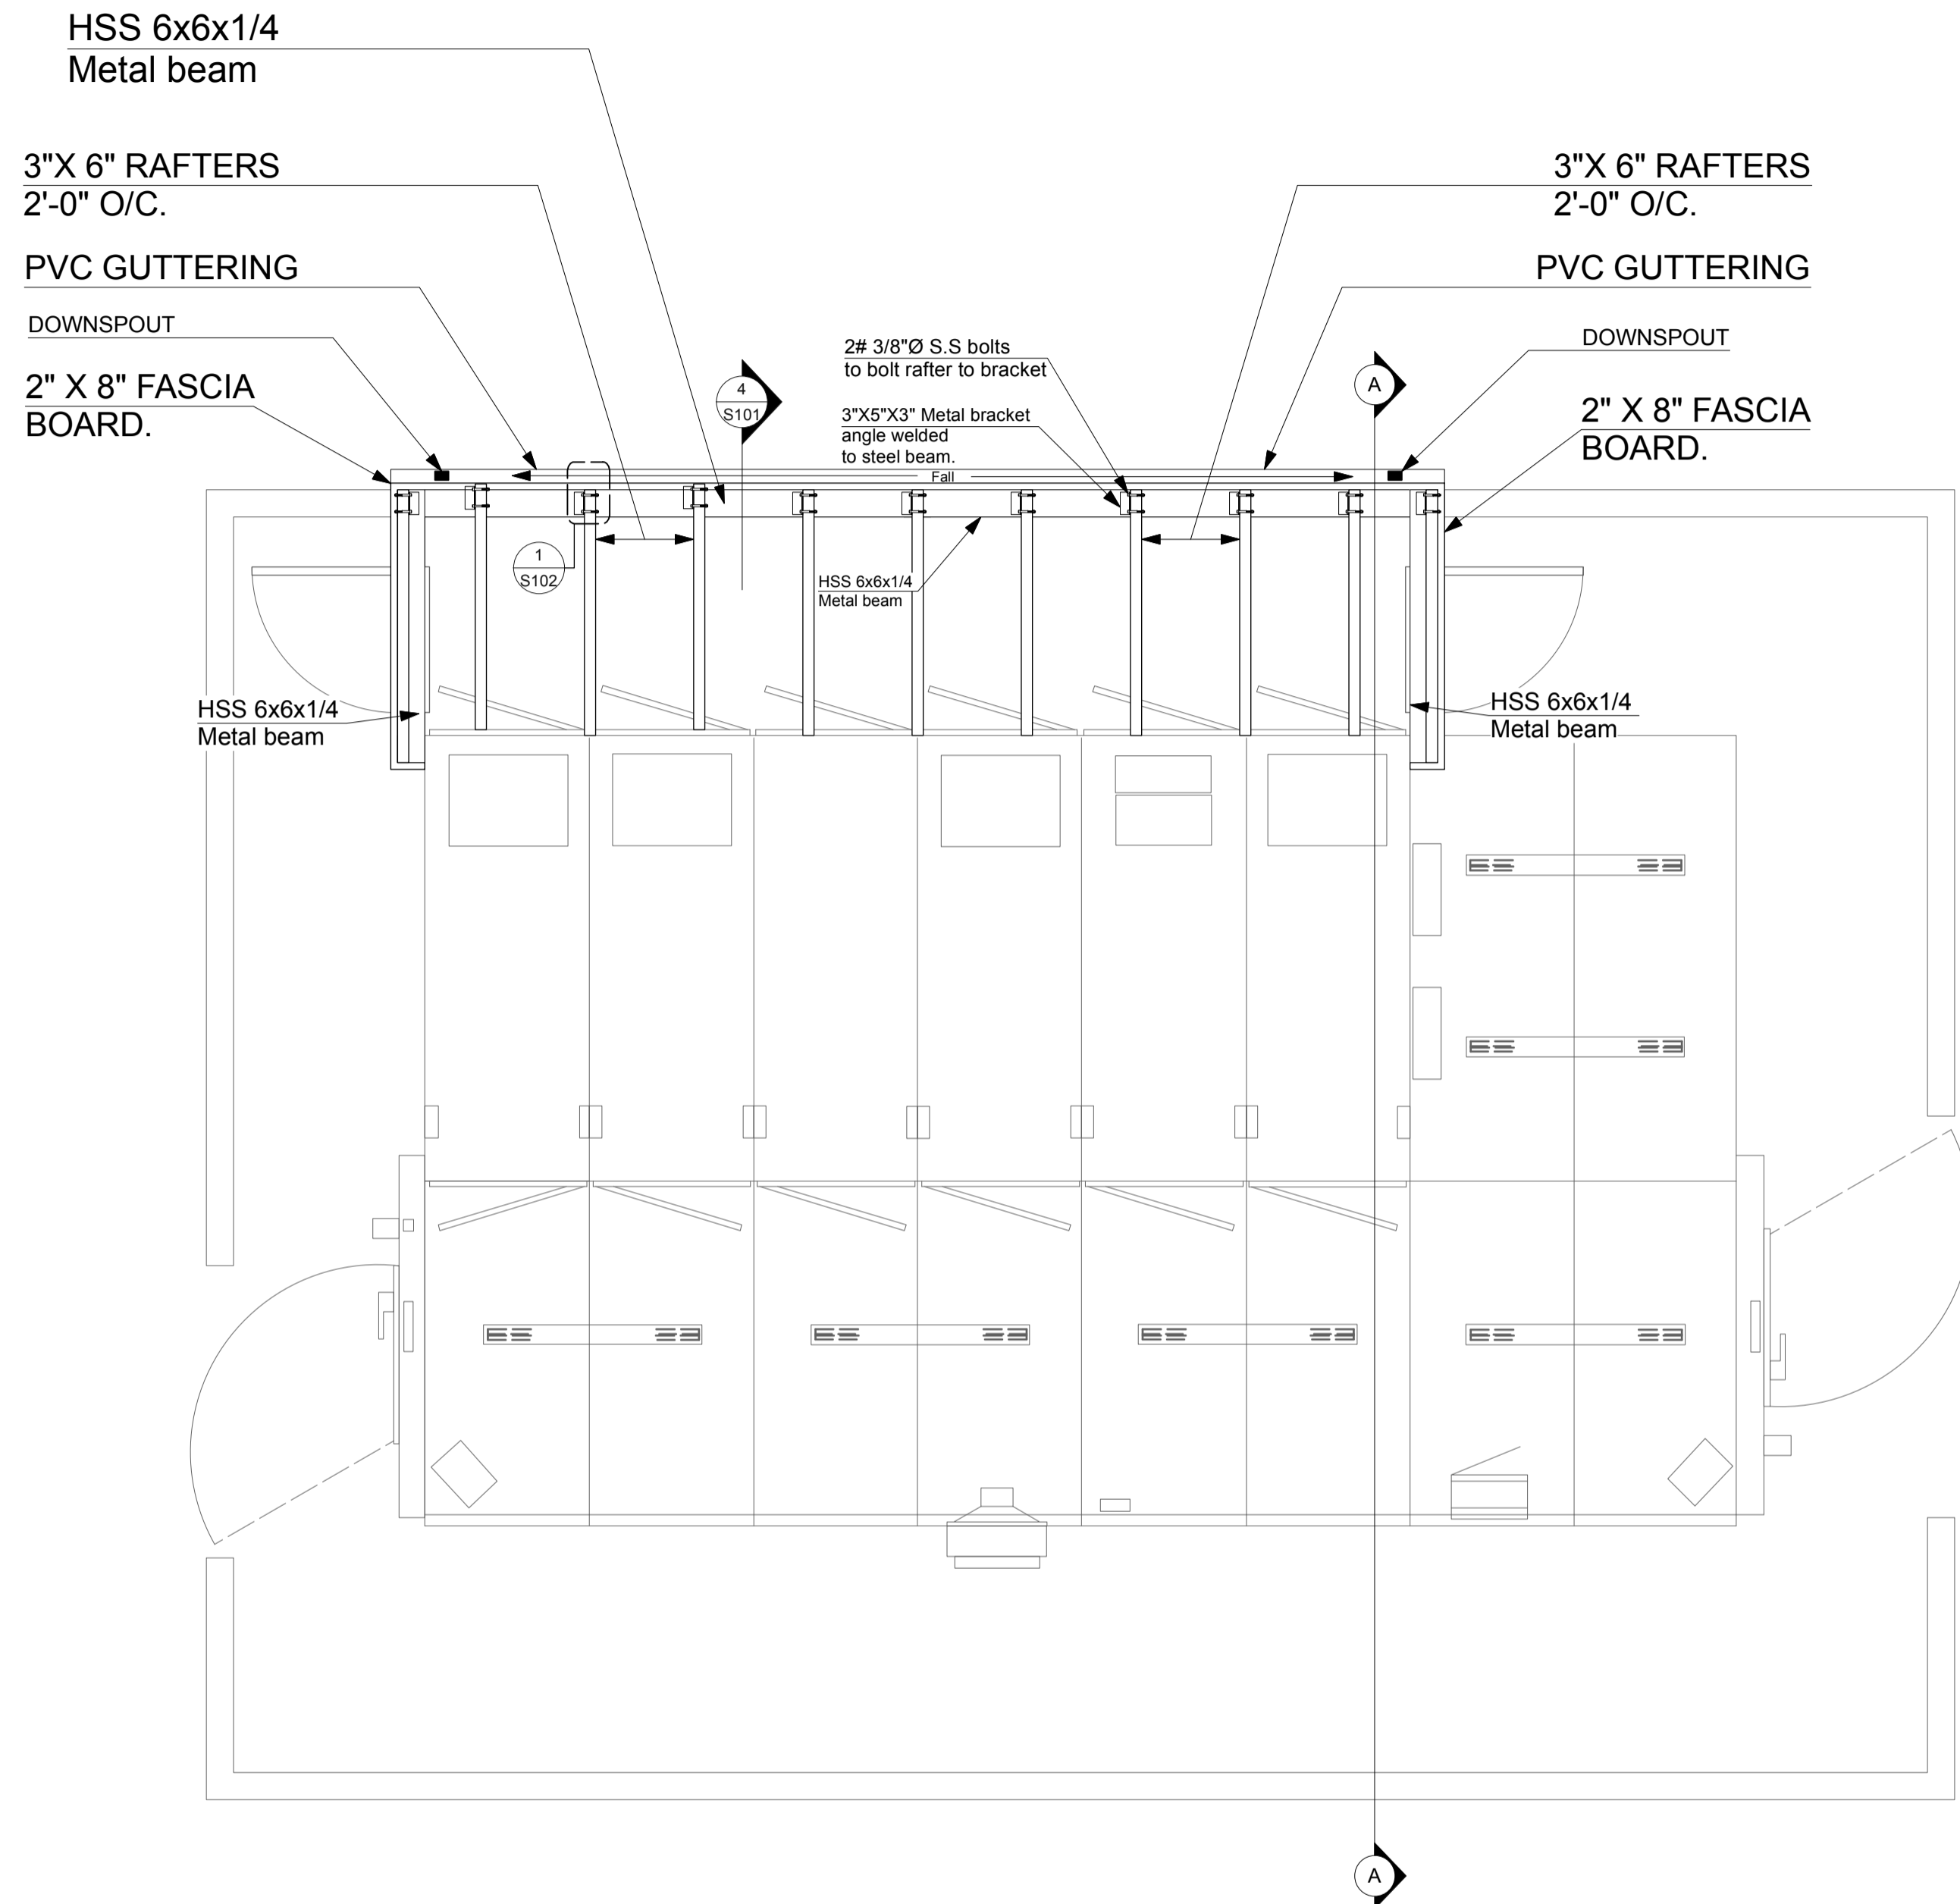 HSS 6x6x1/4
Metal beam
3"X 6" RAFTERS
2'-0" O/C.
3"X 6" RAFTERS
2'-0" O/C.
PVC GUTTERING
PVC GUTTERING
DOWNSPOUT
DOWNSPOUT
2# 3/8"Ø S.S bolts
to bolt rafter to bracket
2" X 8" FASCIA
BOARD.
4
S101
A
3"X5"X3" Metal bracket
angle welded
to steel beam.
2" X 8" FASCIA
BOARD.
Fall
1
S102
HSS 6x6x1/4
Metal beam
HSS 6x6x1/4
Metal beam
HSS 6x6x1/4
Metal beam
A